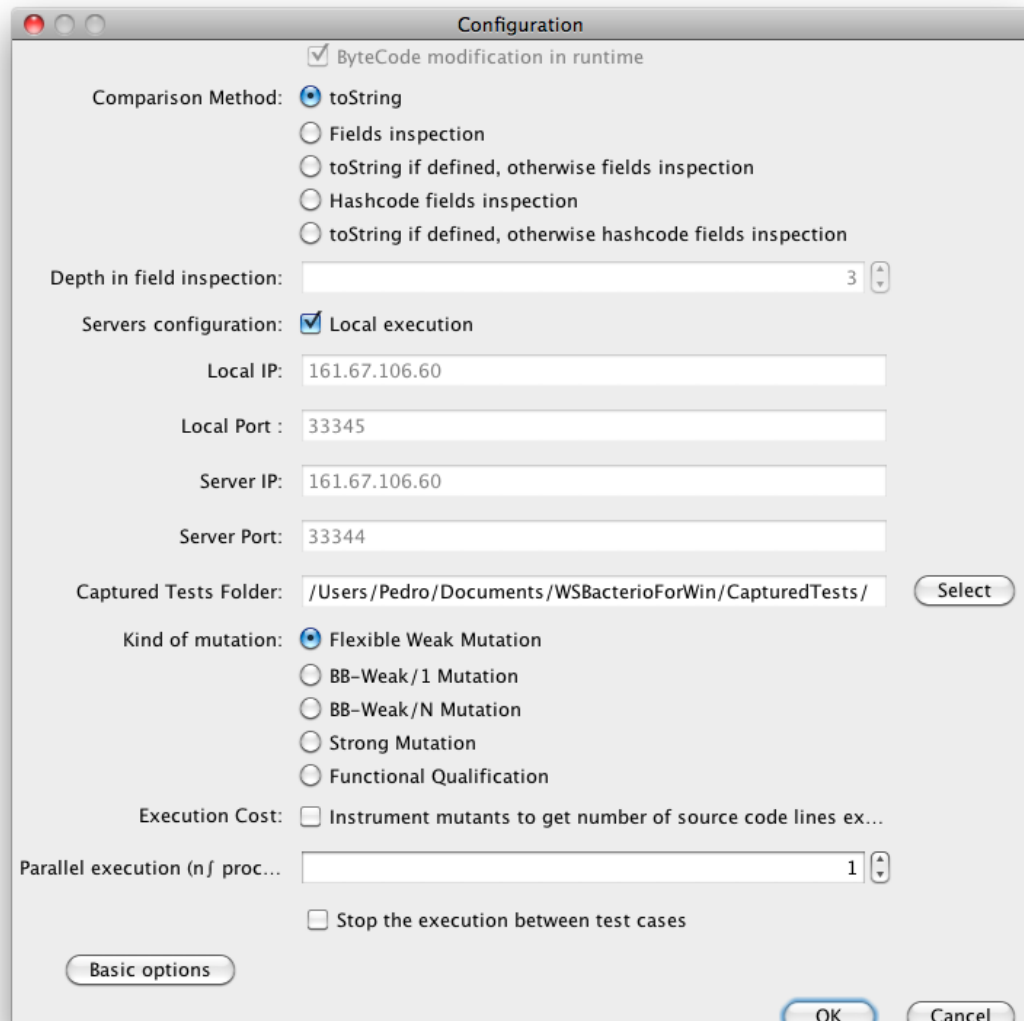 Configuration
ByteCode modification in runtime
Comparison Method: toString
Fields inspection
toString if defined, otherwise fields inspection
Hashcode fields inspection
toString if defined, otherwise hashcode fields inspection
Depth in field inspection: 3
Servers configuration: Local execution
Local IP: 161.67.106.60
Local Port : 33345
Server IP: 161.67.106.60
Server Port: 33344
Captured Tests Folder: /Users/Pedro/Documents/WSBacterioForWin/CapturedTests/ Select
Kind of mutation: Flexible Weak Mutation
BB-Weak/1 Mutation
BB-Weak/N Mutation
Strong Mutation
Functional Qualification
Execution Cost: Instrument mutants to get number of source code lines ex...
Parallel execution (n∫ proc... 1
Stop the execution between test cases
Basic options
OK Cancel